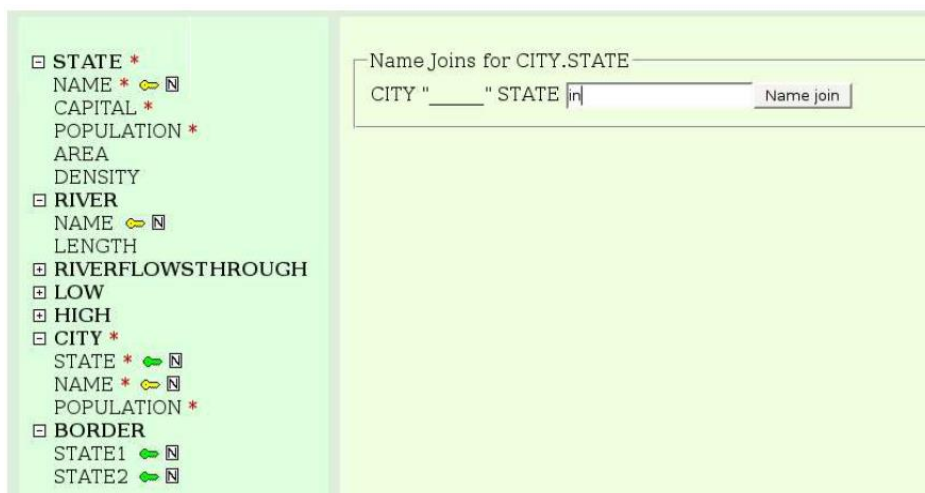 STATE *
NAME * N
CAPITAL *
POPULATION *
AREA
DENSITY
RIVER
NAME N
LENGTH
RIVERFLOWSTHROUGH
LOW
HIGH
CITY *
STATE * N
NAME * N
POPULATION *
BORDER
STATE1 N
STATE2 N
Name Joins for CITY.STATE
CITY "_____" STATE in Name join